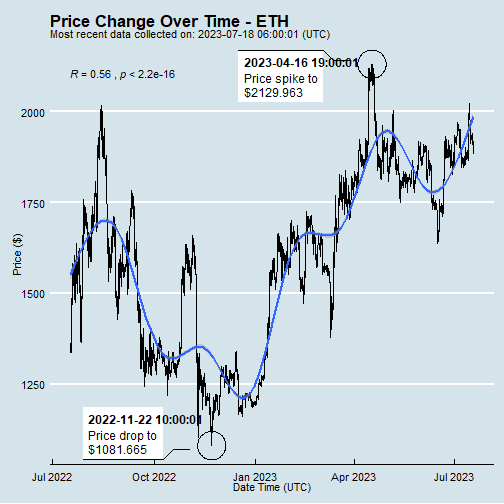 Price Change Over Time - ETH
Most recent data collected on: 2023-07-18 06:00:01 (UTC)
R = 0.56 , p < 2.2e-16
2023-04-16 19:00:01
Price spike to
$2129.963
2000
1750
1500
1250
Price ($)
2022-11-22 10:00:01
Price drop to
$1081.665
Jul 2022
Oct 2022
Jan 2023
Apr 2023
Jul 2023
Date Time (UTC)